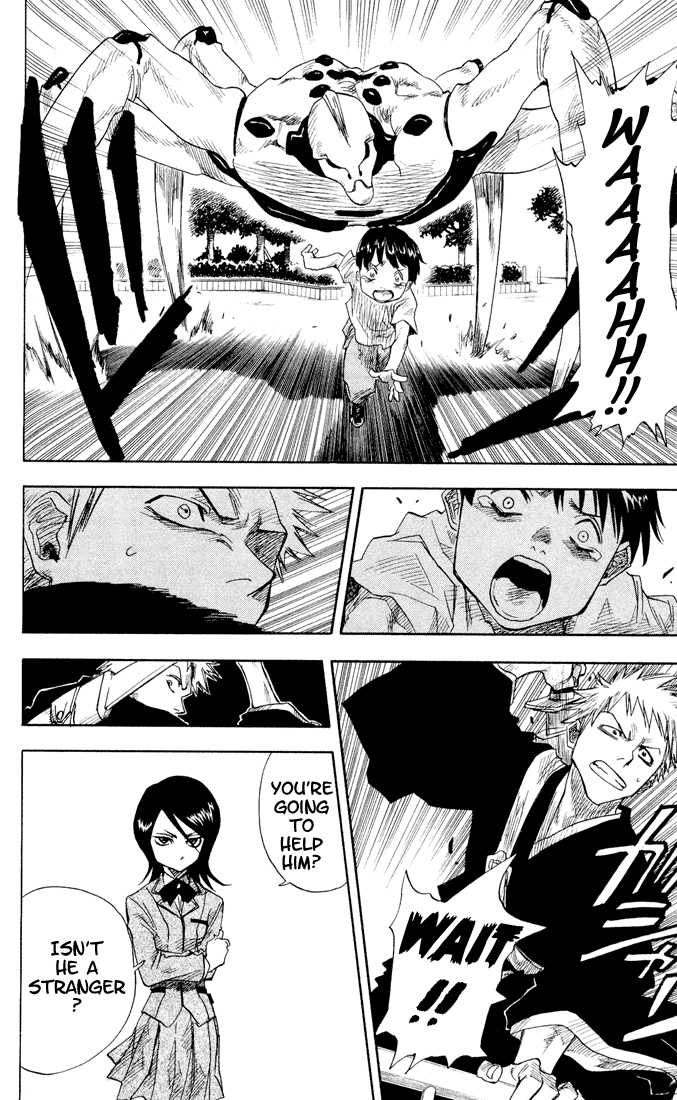 WAAAAHH!!
WAIT
!!
YOU'RE
GOING
TO
HELP
HIM?
ISN'T
HE A
STRANGER
?